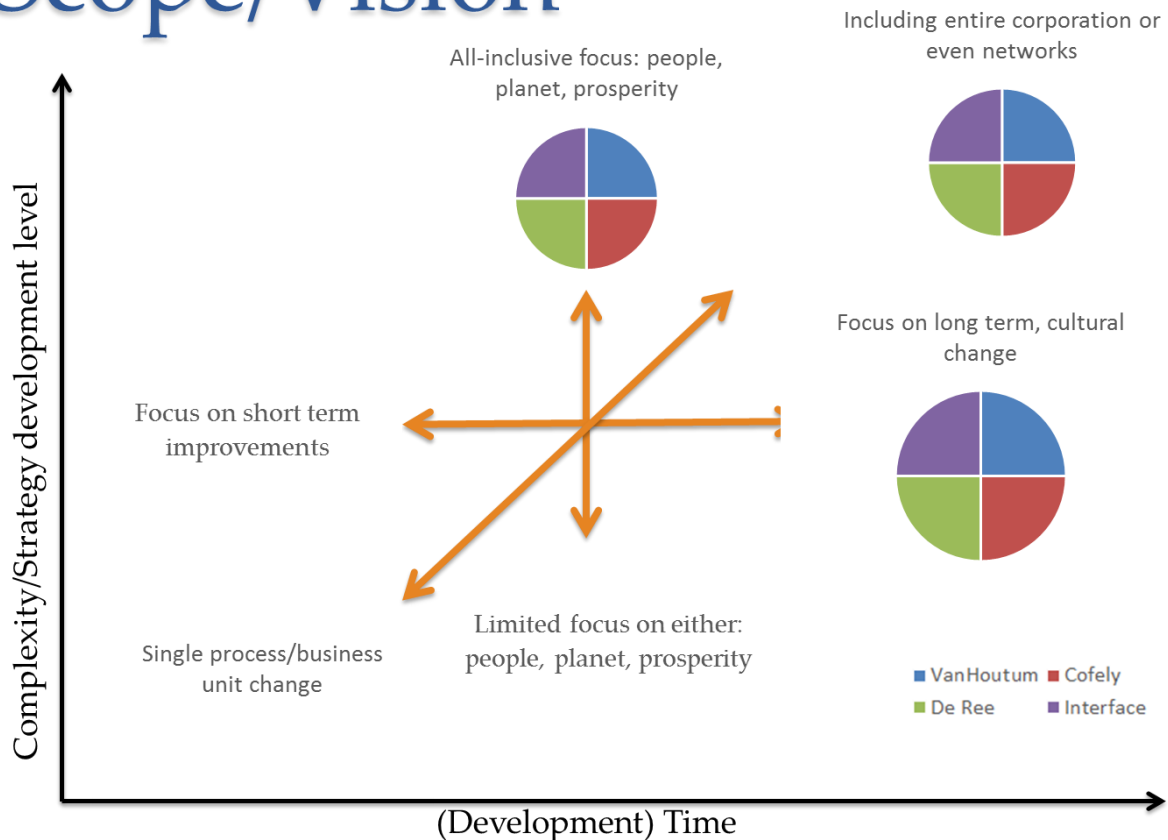 Scope/Vision
Including entire corporation or
even networks
All-inclusive focus: people,
planet, prosperity
Complexity/Strategy development level
Focus on long term, cultural
change
Focus on short term
improvements
Limited focus on either:
people, planet, prosperity
Single process/business
unit change
VanHoutum Cofely
De Ree Interface
(Development) Time